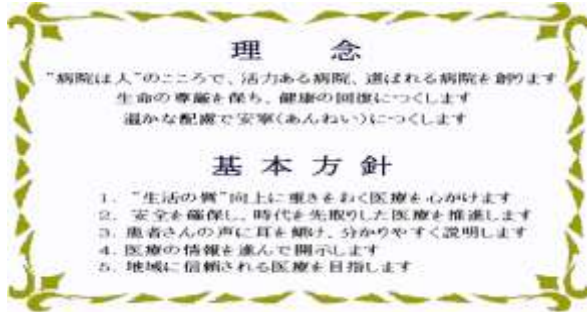 理　念
"病院は人"のこころで、活力ある病院、選ばれる病院を創ります
生命の尊厳を保ち、健康の回復につくします
温かな配慮で安寧(あんねい)につくします
基本方針
1. "生活の質"向上に重きをおく医療を心がけます
2. 安全を確保し、時代を先取りした医療を推進します
3. 患者さんの声に耳を傾け、分かりやすく説明します
4. 医療の情報を進んで開示します
5. 地域に信頼される医療を目指します